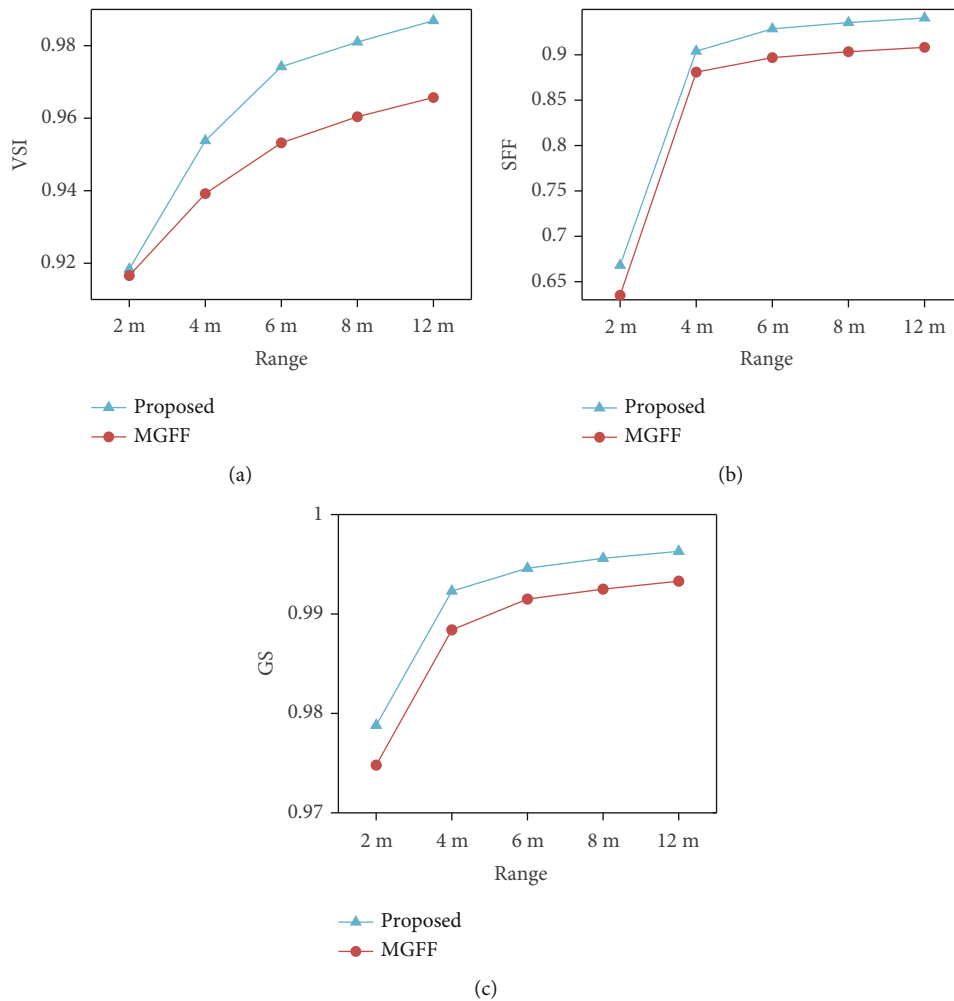 0.98
0.96
0.94
0.92
VSI
2 m 4 m 6 m 8 m 12 m
Range
Proposed
MGFF
(a)
0.9
0.85
0.8
0.75
0.7
0.65
SFF
2 m 4 m 6 m 8 m 12 m
Range
Proposed
MGFF
(b)
1
0.99
0.98
0.97
GS
2 m 4 m 6 m 8 m 12 m
Range
Proposed
MGFF
(c)